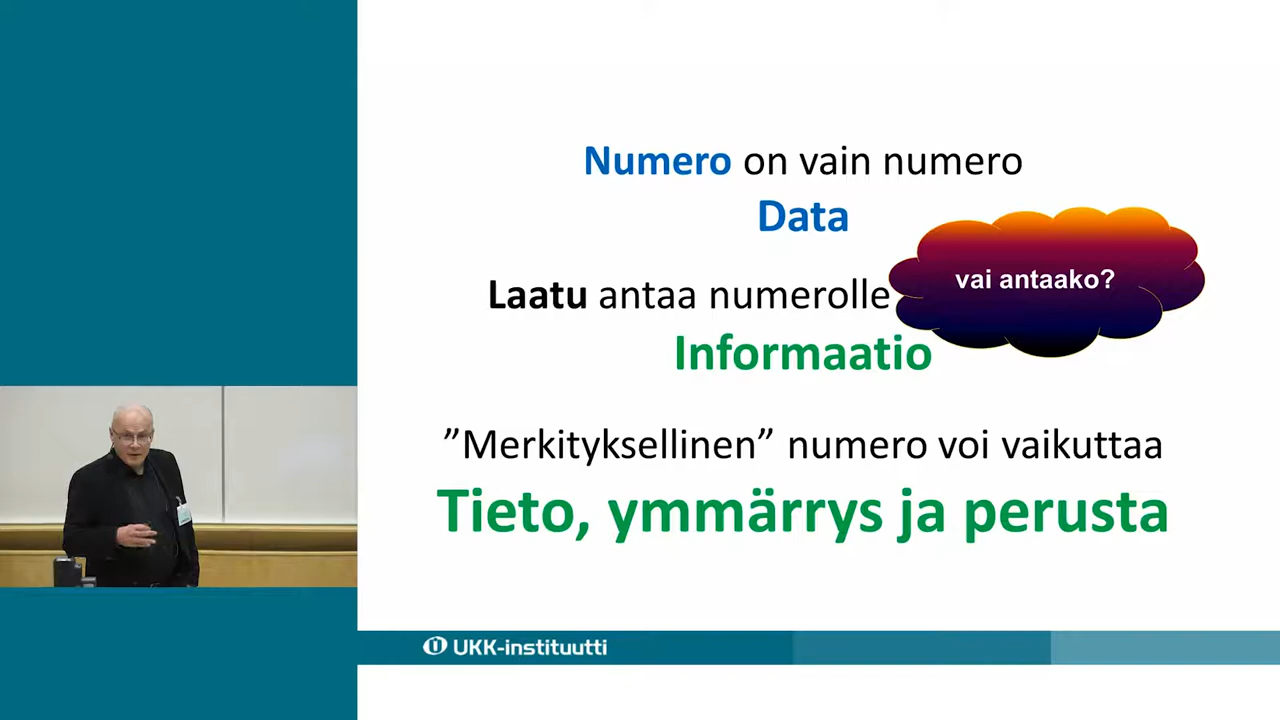 Numero on vain numero
Data
Laatu antaa numerolle
vai antaako?
Informaatio
”Merkityksellinen” numero voi vaikuttaa
Tieto, ymmärrys ja perusta
UKK-instituutti